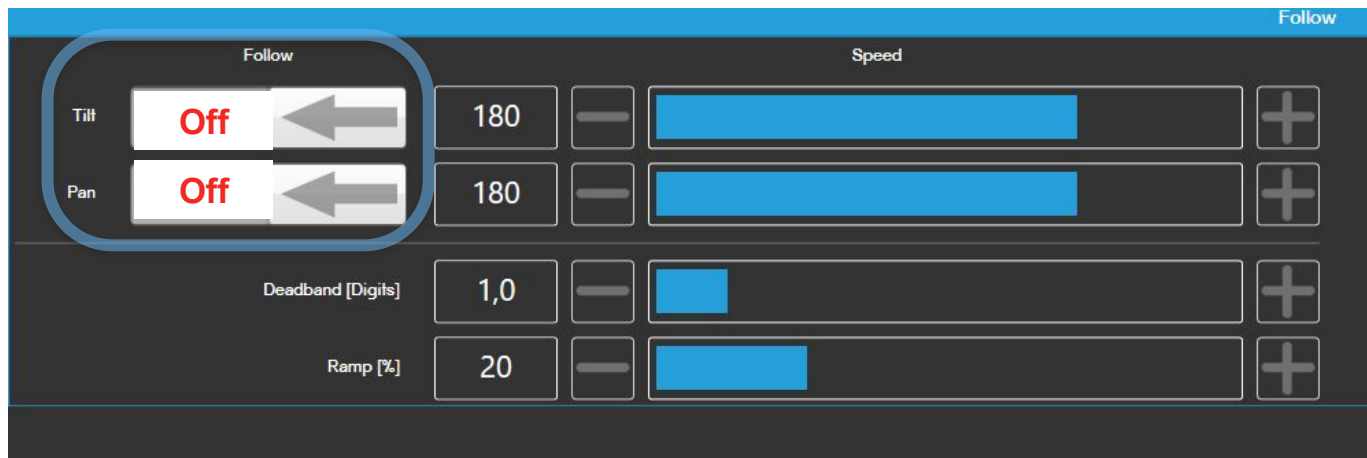 Follow
Follow Speed
Tilt Off 180
Pan Off 180
Deadband [Digits] 1,0
Ramp [%] 20